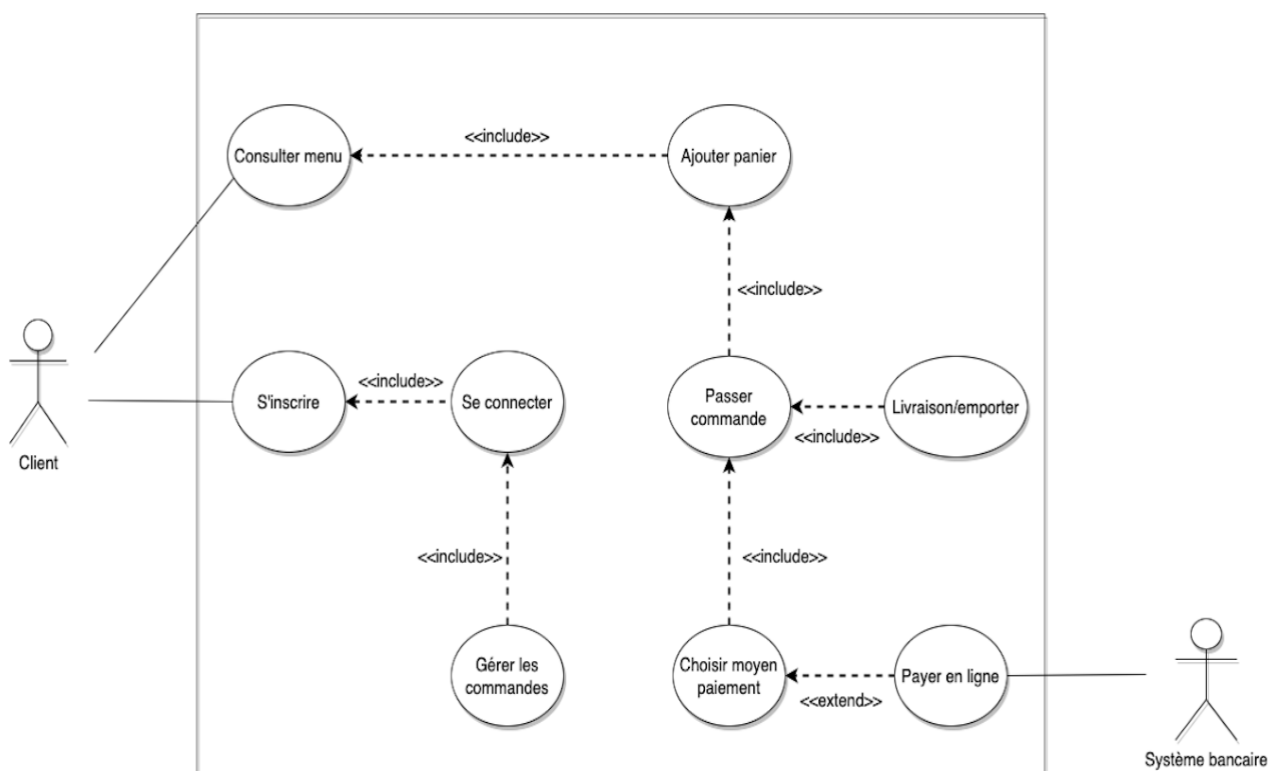 <<include>>
Consulter menu
Ajouter panier
<<include>>
<<include>>
S'inscrire
Se connecter
Passer
commande
Livraison/emporter
<<include>>
Client
<<include>>
<<include>>
Gérer les
commandes
Choisir moyen
paiement
Payer en ligne
<<extend>>
Système bancaire